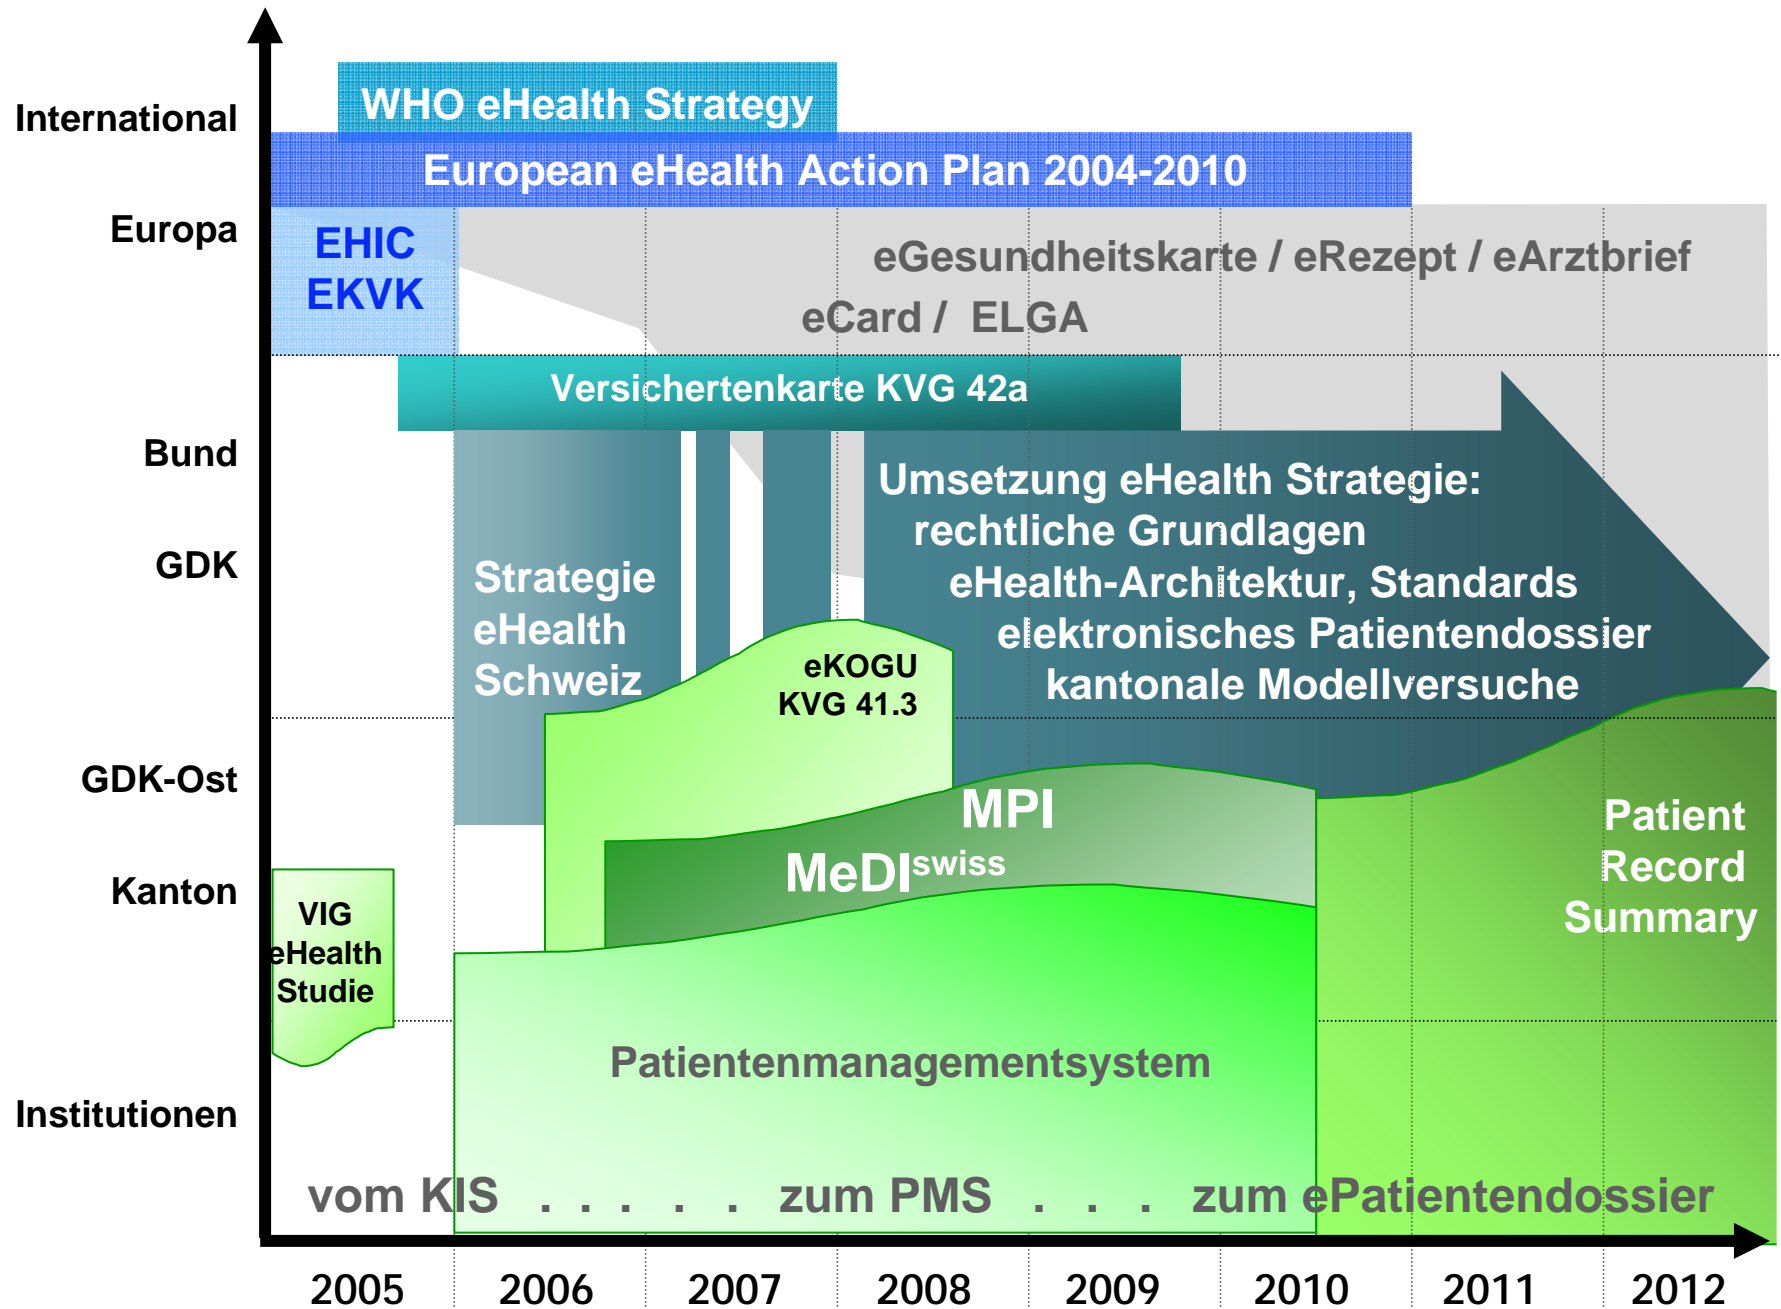 International
WHO eHealth Strategy
European eHealth Action Plan 2004-2010
Europa
EHIC
EKVK
eGesundheitskarte / eRezept / eArztbrief
eCard / ELGA
Versichertenkarte KVG 42a
Bund
GDK
Strategie
eHealth
Schweiz
Umsetzung eHealth Strategie:
rechtliche Grundlagen
eHealth-Architektur, Standards
elektronisches Patientendossier
kantonale Modellversuche
eKOGU
KVG 41.3
GDK-Ost
MPI
MeDIswiss
Patient
Record
Summary
Kanton
VIG
eHealth
Studie
Patientenmanagementsystem
Institutionen
vom KIS . . . . . zum PMS . . . zum ePatientendossier
2005 2006 2007 2008 2009 2010 2011 2012